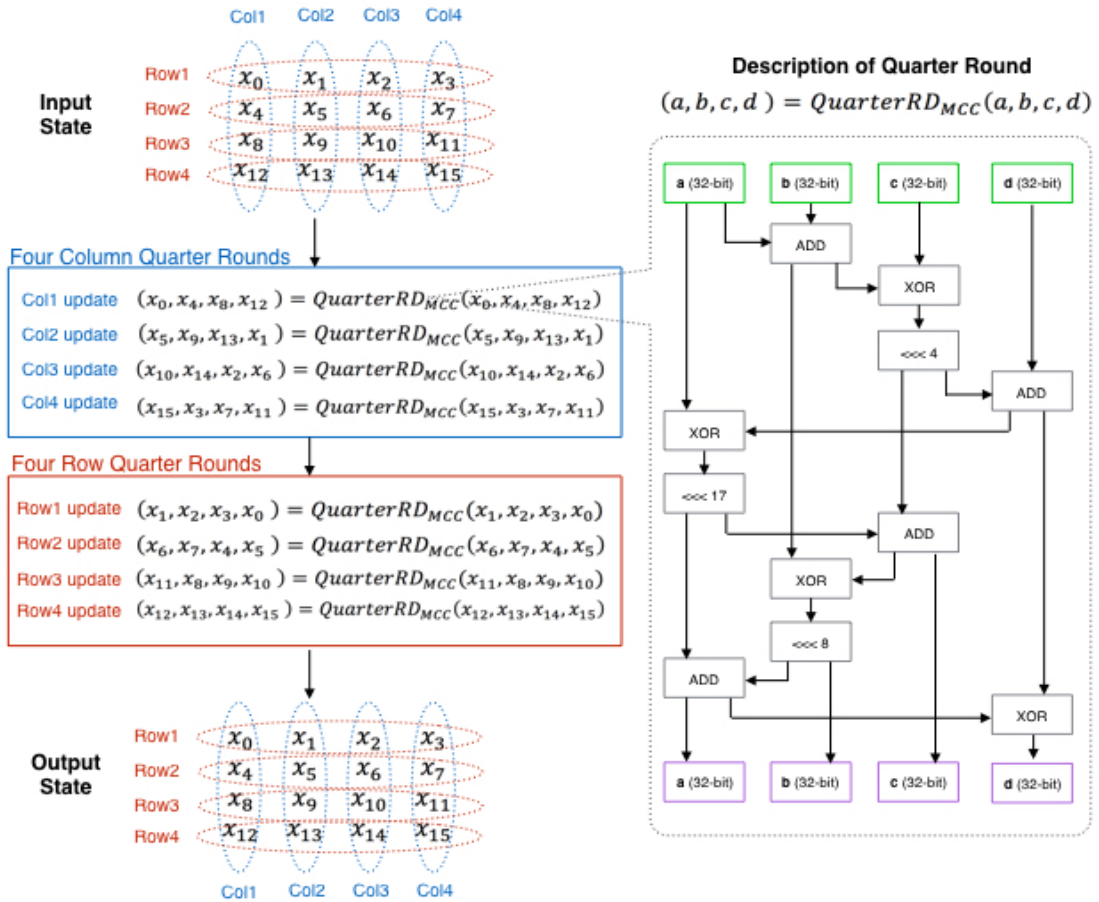 Col1 Col2 Col3 Col4
Input State
Row1 x₀ x₁ x₂ x₃
Row2 x₄ x₅ x₆ x₇
Row3 x₈ x₉ x₁₀ x₁₁
Row4 x₁₂ x₁₃ x₁₄ x₁₅
Four Column Quarter Rounds
Col1 update (x₀, x₄, x₈, x₁₂) = QuarterRD_MCC(x₀, x₄, x₈, x₁₂)
Col2 update (x₅, x₉, x₁₃, x₁) = QuarterRD_MCC(x₅, x₉, x₁₃, x₁)
Col3 update (x₁₀, x₁₄, x₂, x₆) = QuarterRD_MCC(x₁₀, x₁₄, x₂, x₆)
Col4 update (x₁₅, x₃, x₇, x₁₁) = QuarterRD_MCC(x₁₅, x₃, x₇, x₁₁)
Four Row Quarter Rounds
Row1 update (x₁, x₂, x₃, x₀) = QuarterRD_MCC(x₁, x₂, x₃, x₀)
Row2 update (x₆, x₇, x₄, x₅) = QuarterRD_MCC(x₆, x₇, x₄, x₅)
Row3 update (x₁₁, x₈, x₉, x₁₀) = QuarterRD_MCC(x₁₁, x₈, x₉, x₁₀)
Row4 update (x₁₂, x₁₃, x₁₄, x₁₅) = QuarterRD_MCC(x₁₂, x₁₃, x₁₄, x₁₅)
Output State
Row1 x₀ x₁ x₂ x₃
Row2 x₄ x₅ x₆ x₇
Row3 x₈ x₉ x₁₀ x₁₁
Row4 x₁₂ x₁₃ x₁₄ x₁₅
Col1 Col2 Col3 Col4
Description of Quarter Round
(a, b, c, d ) = QuarterRD_MCC(a, b, c, d)
a (32-bit) b (32-bit) c (32-bit) d (32-bit)
ADD
XOR
<<< 4
ADD
XOR
<<< 17
ADD
XOR
<<< 8
ADD
XOR
a (32-bit) b (32-bit) c (32-bit) d (32-bit)